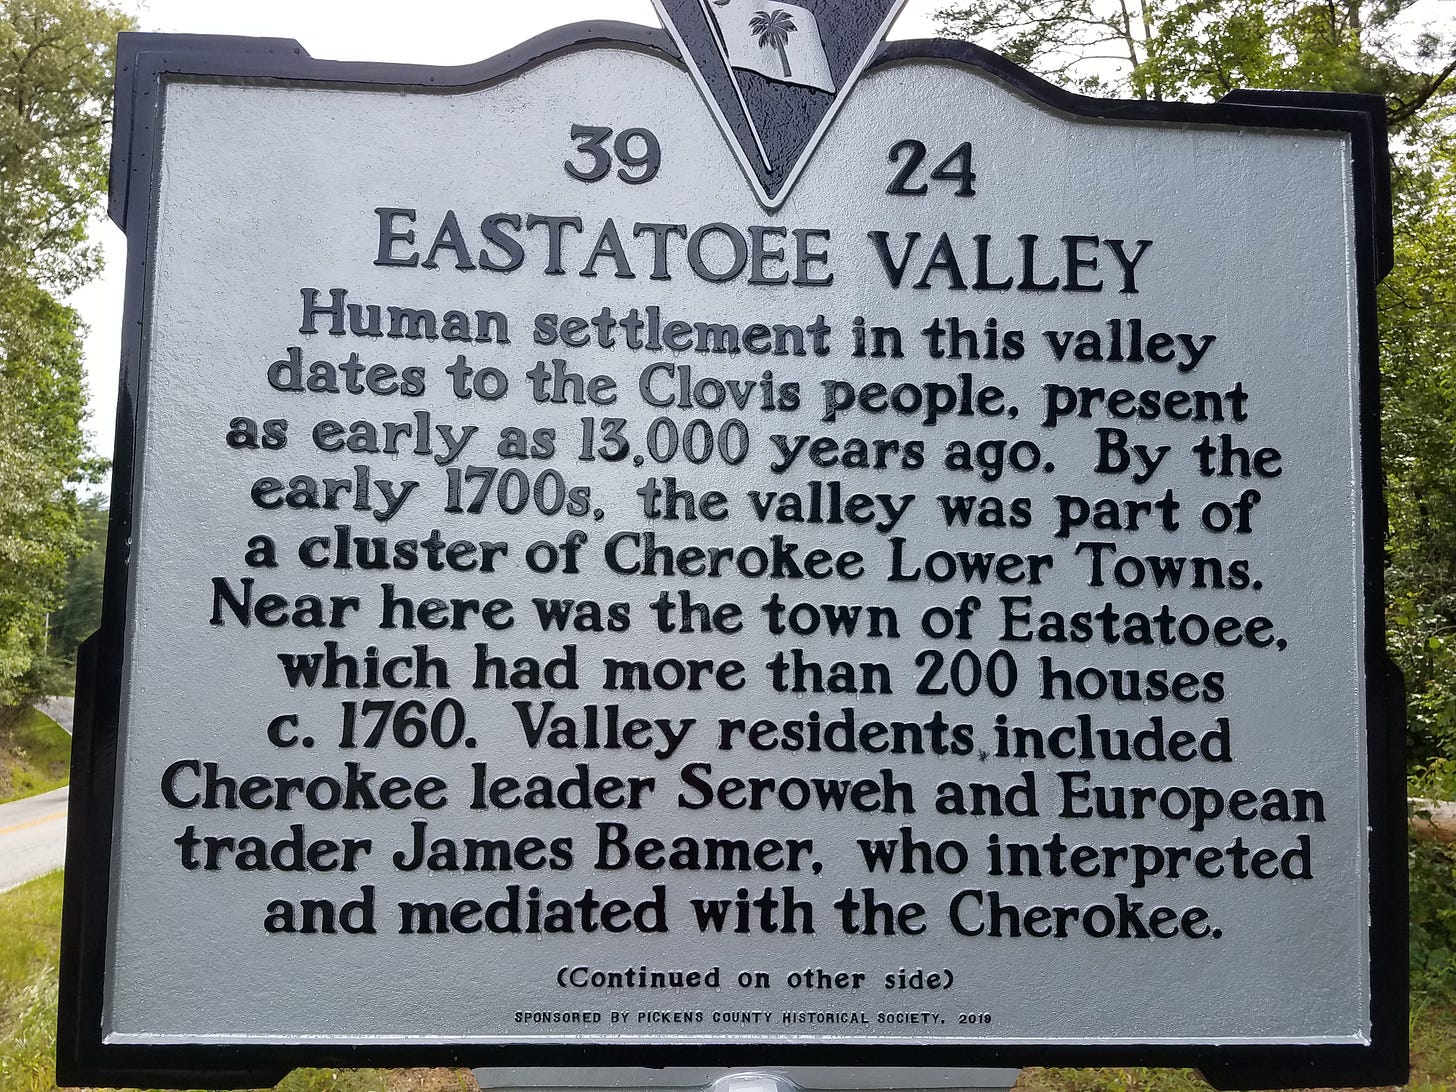 39 24
EASTATOEE VALLEY
Human settlement in this valley
dates to the Clovis people, present
as early as 13,000 years ago. By the
early 1700s, the valley was part of
a cluster of Cherokee Lower Towns.
Near here was the town of Eastatoee,
which had more than 200 houses
c. 1760. Valley residents included
Cherokee leader Seroweh and European
trader James Beamer, who interpreted
and mediated with the Cherokee.
(Continued on other side)
SPONSORED BY PICKENS COUNTY HISTORICAL SOCIETY, 2019